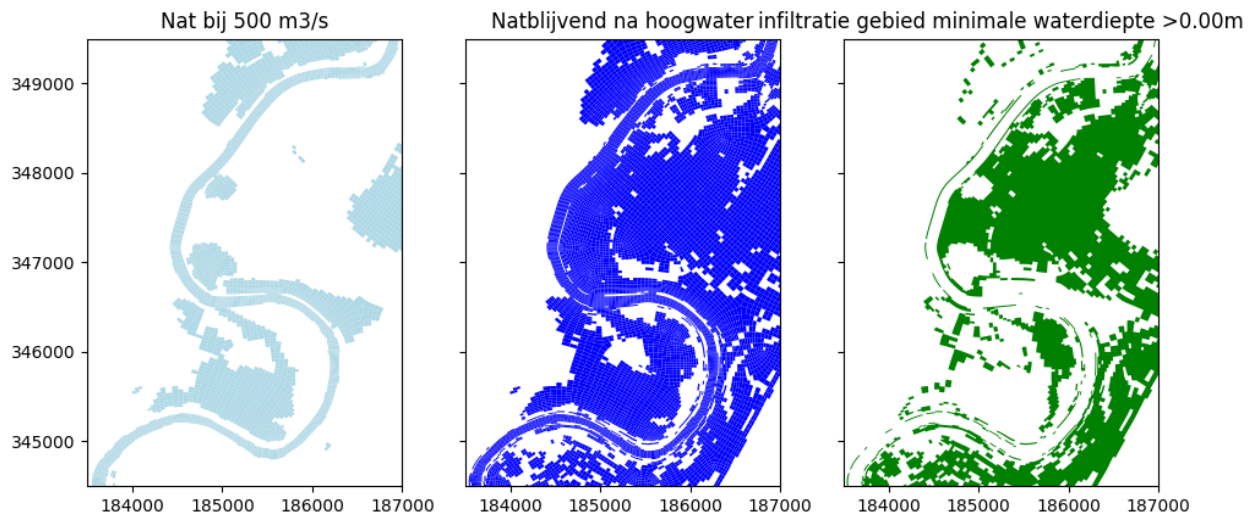 Nat bij 500 m3/s
Natblijvend na hoogwater
infiltratie gebied minimale waterdiepte >0.00m
349000
348000
347000
346000
345000
184000 185000 186000 187000
184000 185000 186000 187000
184000 185000 186000 187000